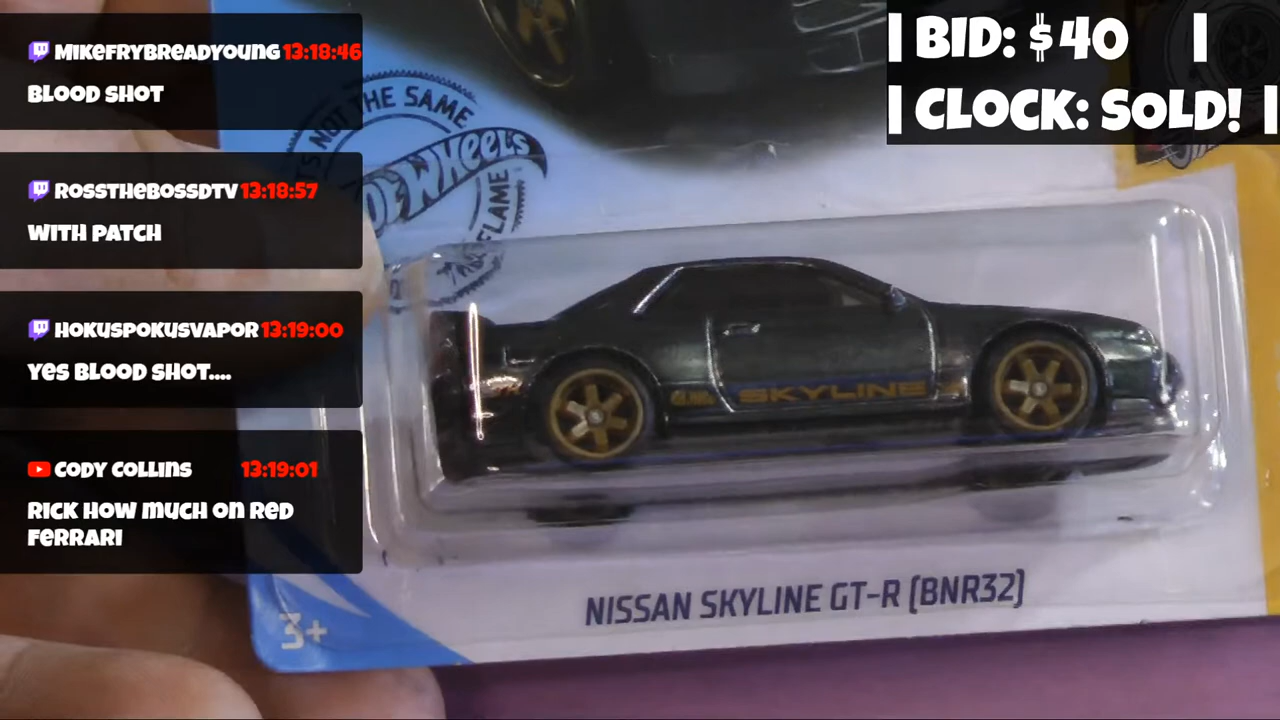 MIKEFRYBREADYOUNG 13:18:46
BLOOD SHOT
ROSSTHEBOSSDTV 13:18:57
WITH PATCH
HOKUSPOKUSVAPOR 13:19:00
YES BLOOD SHOT....
CODY COLLINS 13:19:01
RICK HOW MUCH ON RED
FERRARI
| BID: $40 |
| CLOCK: SOLD! |
NOT THE SAME
HOT WHEELS
FLAME
SKYLINE
NISSAN SKYLINE GT-R (BNR32)
3+